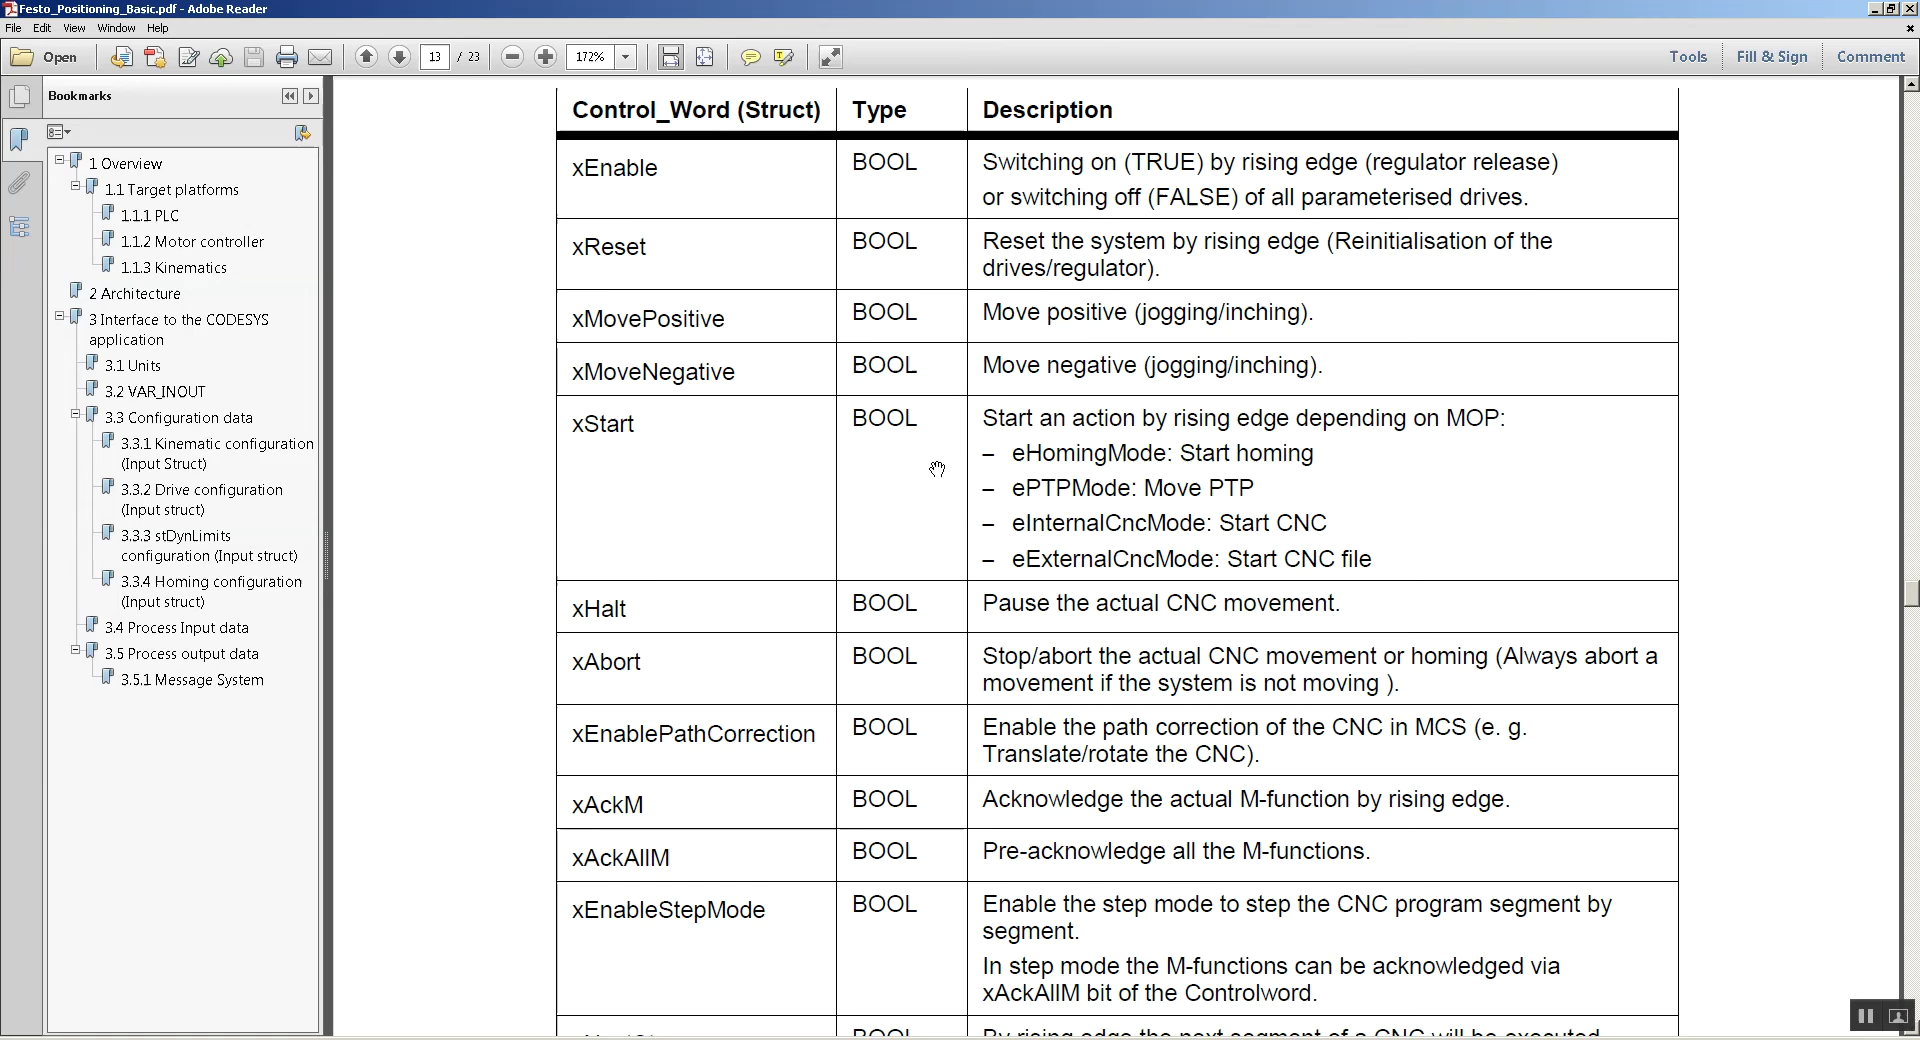 Festo_Positioning_Basic.pdf - Adobe Reader
File Edit View Window Help
Open 13 / 23 172% Tools Fill & Sign Comment
Bookmarks
1 Overview
1.1 Target platforms
1.1.1 PLC
1.1.2 Motor controller
1.1.3 Kinematics
2 Architecture
3 Interface to the CODESYS
application
3.1 Units
3.2 VAR_INOUT
3.3 Configuration data
3.3.1 Kinematic configuration
(Input Struct)
3.3.2 Drive configuration
(Input struct)
3.3.3 stDynLimits
configuration (Input struct)
3.3.4 Homing configuration
(Input struct)
3.4 Process Input data
3.5 Process output data
3.5.1 Message System
Control_Word (Struct) Type Description
xEnable BOOL Switching on (TRUE) by rising edge (regulator release)
or switching off (FALSE) of all parameterised drives.
xReset BOOL Reset the system by rising edge (Reinitialisation of the
drives/regulator).
xMovePositive BOOL Move positive (jogging/inching).
xMoveNegative BOOL Move negative (jogging/inching).
xStart BOOL Start an action by rising edge depending on MOP:
– eHomingMode: Start homing
– ePTPMode: Move PTP
– eInternalCncMode: Start CNC
– eExternalCncMode: Start CNC file
xHalt BOOL Pause the actual CNC movement.
xAbort BOOL Stop/abort the actual CNC movement or homing (Always abort a
movement if the system is not moving ).
xEnablePathCorrection BOOL Enable the path correction of the CNC in MCS (e. g.
Translate/rotate the CNC).
xAckM BOOL Acknowledge the actual M-function by rising edge.
xAckAllM BOOL Pre-acknowledge all the M-functions.
xEnableStepMode BOOL Enable the step mode to step the CNC program segment by
segment.
In step mode the M-functions can be acknowledged via
xAckAllM bit of the Controlword.
BOOL By rising edge the next segment of a CNC will be executed